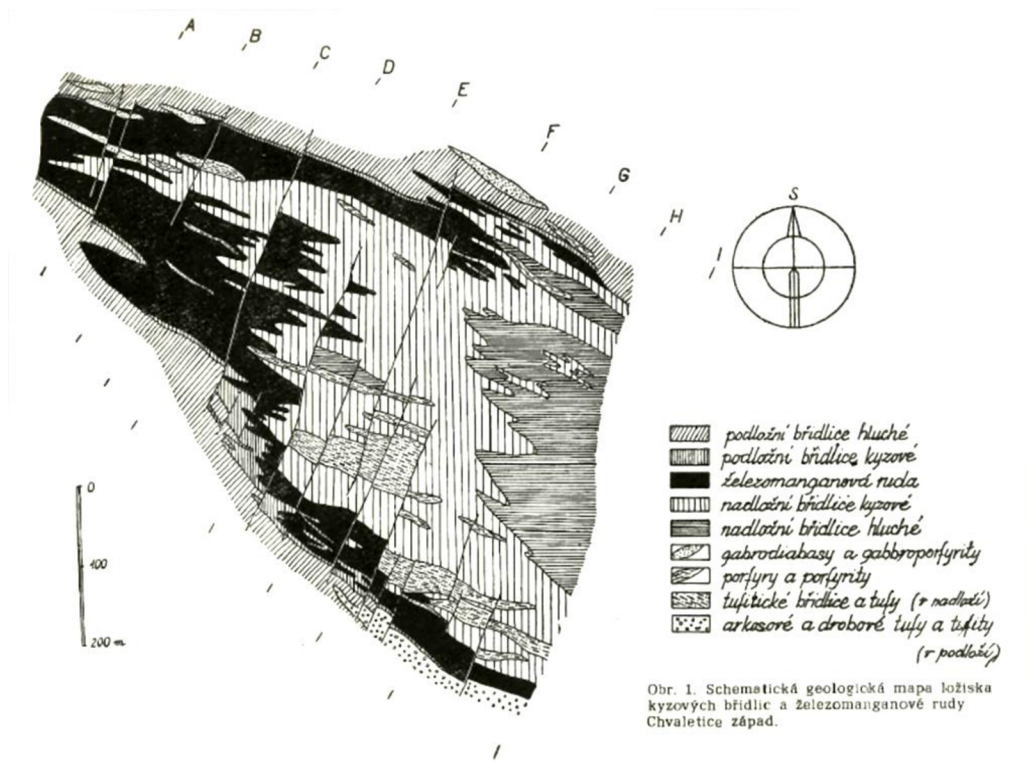 A
B
C
D
E
F
G
H
I
S
podložní břidlice hluché
podložní břidlice kyzové
železomanganová ruda
nadložní břidlice kyzové
nadložní břidlice hluché
gabrodiabasy a gabbroporfyrity
porfyry a porfyrity
tufitické břidlice a tufy (v nadloží)
arkosové a drobové tufy a tufity
(v podloží)
0
100
200 m
Obr. 1. Schematická geologická mapa ložiska
kyzových břidlic a železomanganové rudy
Chvaletice západ.
I